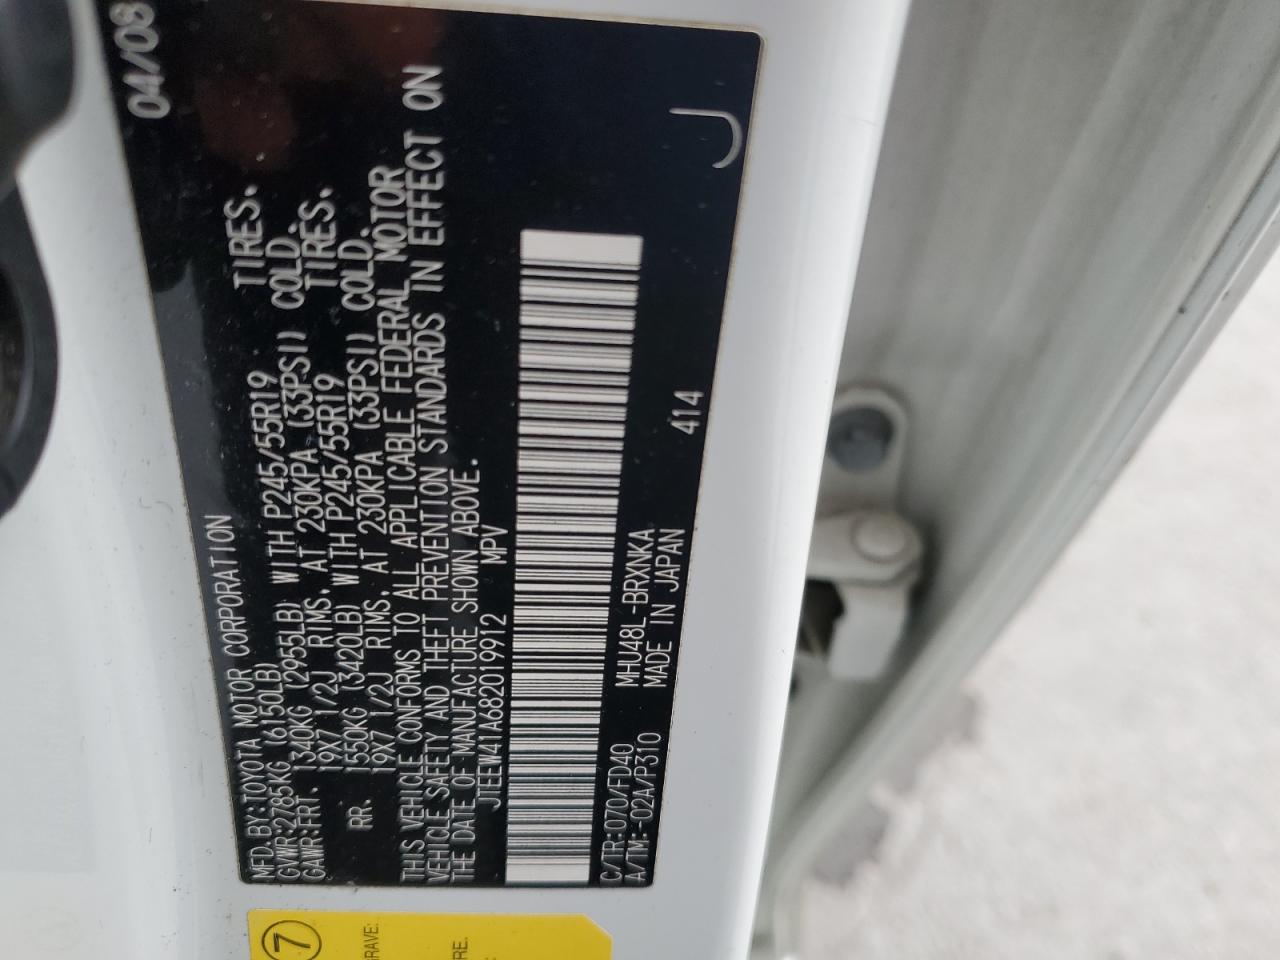 MFD. BY: TOYOTA MOTOR CORPORATION 04/08
GVWR: 2785KG (6150LB)
GAWR: FRT. 1340KG (2955LB) WITH P245/55R19 TIRES.
19X7 1/2J RIMS, AT 230KPA (33PSI) COLD.
RR. 1550KG (3420LB) WITH P245/55R19 TIRES.
19X7 1/2J RIMS, AT 230KPA (33PSI) COLD.
THIS VEHICLE CONFORMS TO ALL APPLICABLE FEDERAL MOTOR
VEHICLE SAFETY AND THEFT PREVENTION STANDARDS IN EFFECT ON
THE DATE OF MANUFACTURE SHOWN ABOVE.
JTEEW41A682019912 MPV
C/TR: 070/FD40 MHU48L-BRXNKA 414
A/TM: -02A/P310 MADE IN JAPAN
J
7
GRAVE:
RE.